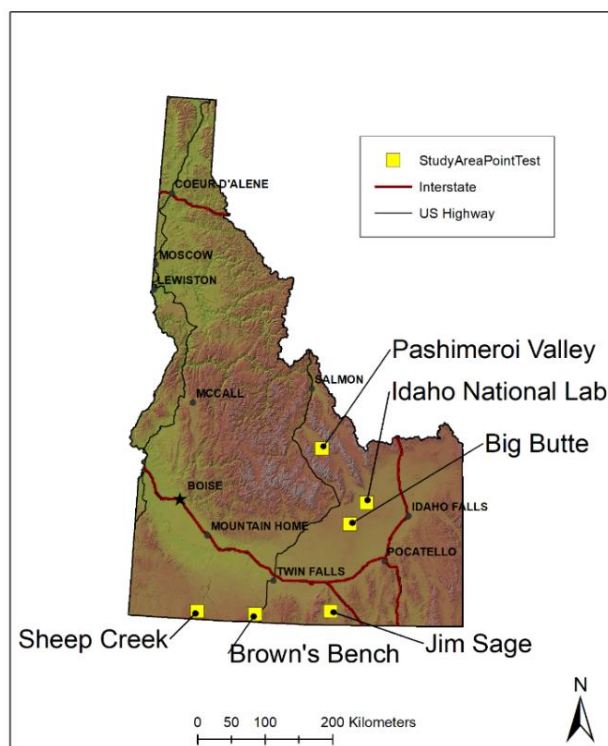 StudyAreaPointTest
Interstate
US Highway
COEUR D'ALENE
MOSCOW
LEWISTON
Pashimeroi Valley
SALMON
Idaho National Lab
MCCALL
Big Butte
BOISE
IDAHO FALLS
MOUNTAIN HOME
POCATELLO
TWIN FALLS
Sheep Creek
Brown's Bench
Jim Sage
N
0 50 100 200 Kilometers